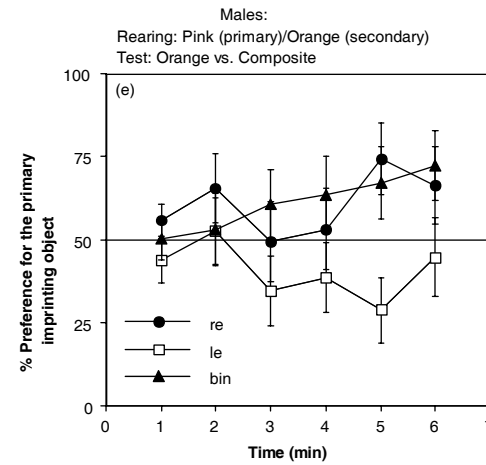 Males:
Rearing: Pink (primary)/Orange (secondary)
Test: Orange vs. Composite
(e)
100
75
50
25
0
% Preference for the primary
imprinting object
re
le
bin
0 1 2 3 4 5 6
Time (min)